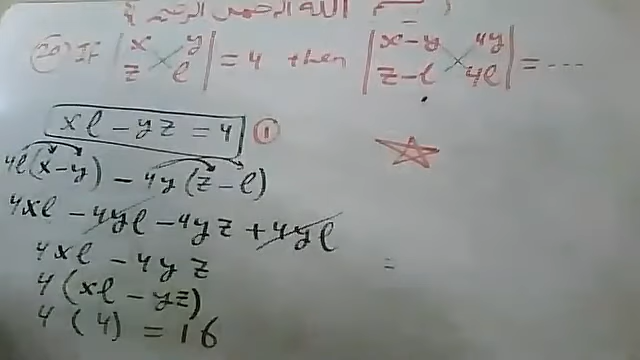 بسم الله الرحمن الرحيم
20) If |x y z l| = 4 then |x-y 4y z-l 4l| = ---
xl - yz = 4 ①
4l(x-y) - 4y(z-l)
4xl - 4yl - 4yz + 4yl
4xl - 4yz
4(xl - yz)
4(4) = 16
=